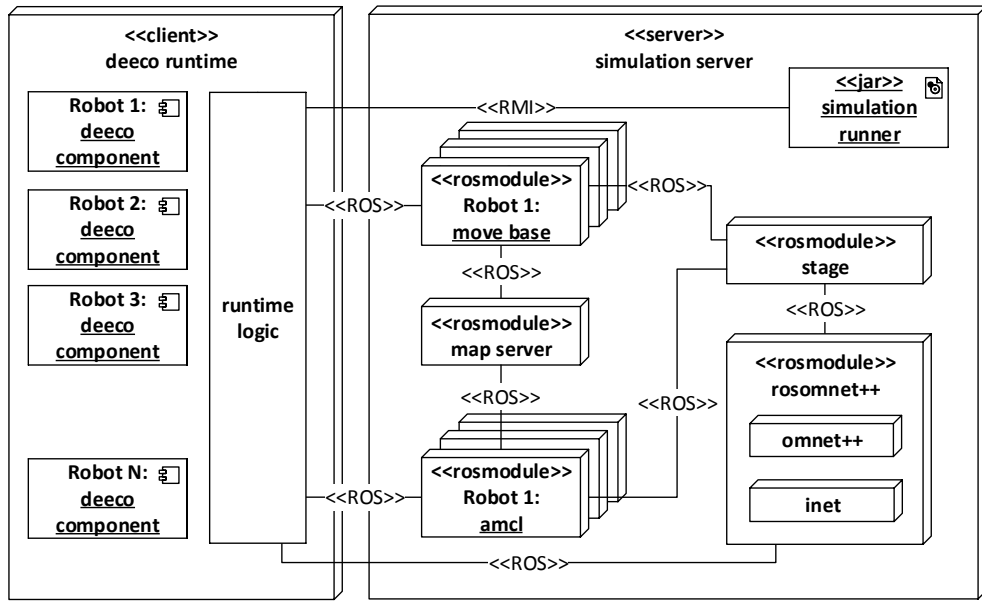 <<client>>
deeco runtime
Robot 1:
deeco
component
Robot 2:
deeco
component
Robot 3:
deeco
component
Robot N:
deeco
component
runtime
logic
<<server>>
simulation server
<<RMI>>
<<jar>>
simulation
runner
<<ROS>>
<<rosmodule>>
Robot 1:
move base
<<ROS>>
<<ROS>>
<<rosmodule>>
stage
<<ROS>>
<<rosmodule>>
map server
<<ROS>>
<<ROS>>
<<rosmodule>>
rosomnet++
omnet++
inet
<<ROS>>
<<rosmodule>>
Robot 1:
amcl
<<ROS>>